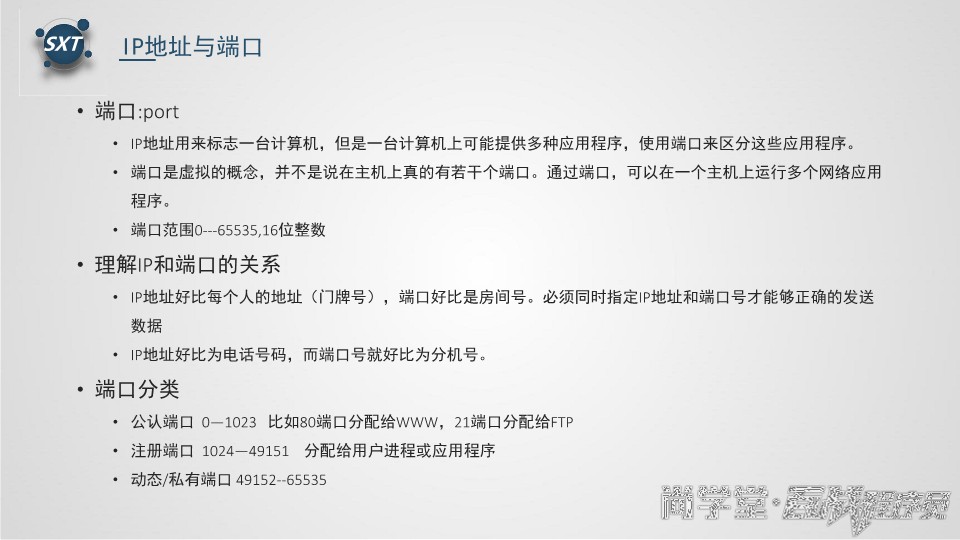 SXT
IP地址与端口
• 端口:port
• IP地址用来标志一台计算机，但是一台计算机上可能提供多种应用程序，使用端口来区分这些应用程序。
• 端口是虚拟的概念，并不是说在主机上真的有若干个端口。通过端口，可以在一个主机上运行多个网络应用
程序。
• 端口范围0---65535,16位整数
• 理解IP和端口的关系
• IP地址好比每个人的地址（门牌号），端口好比是房间号。必须同时指定IP地址和端口号才能够正确的发送
数据
• IP地址好比为电话号码，而端口号就好比为分机号。
• 端口分类
• 公认端口 0—1023 比如80端口分配给WWW，21端口分配给FTP
• 注册端口 1024—49151 分配给用户进程或应用程序
• 动态/私有端口 49152--65535
尚学堂·百战程序员